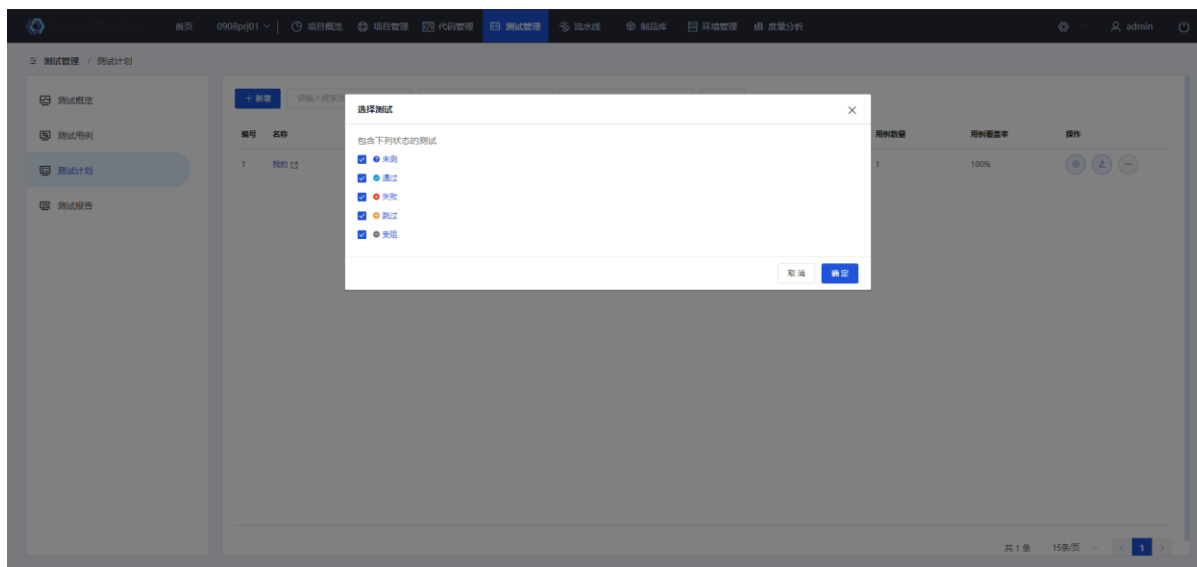 首页 0908prj01 项目概览 项目管理 代码管理 测试管理 流水线 制品库 环境管理 度量分析 admin
测试管理 / 测试计划
测试概览
+ 新增
选择测试
测试用例
编号 名称 用例数量 用例覆盖率 操作
包含下列状态的测试
测试计划
1 我的 1 100%
未测
通过
失败
跳过
受阻
测试报告
取消 确定
共 1 条 15条/页 1